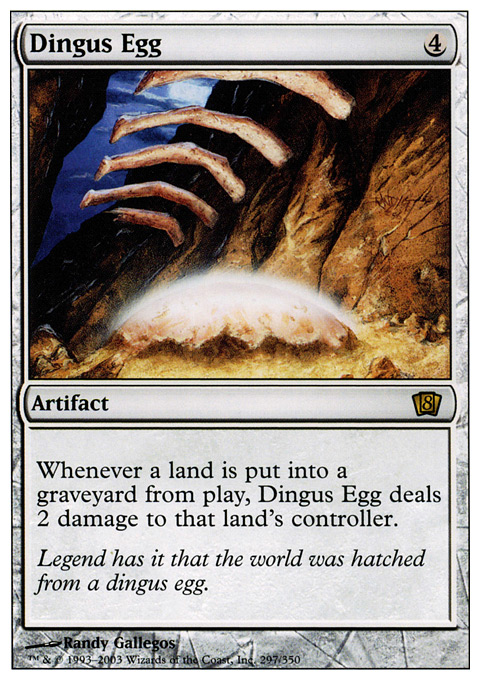 Dingus Egg 4
Artifact 8
Whenever a land is put into a
graveyard from play, Dingus Egg deals
2 damage to that land's controller.
Legend has it that the world was hatched
from a dingus egg.
Randy Gallegos
™ & © 1993–2003 Wizards of the Coast, Inc. 297/350